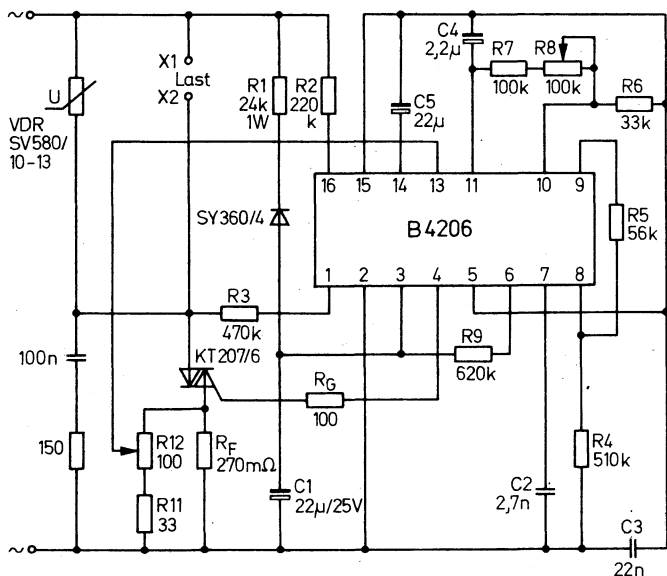 ~
X1
Last
X2
U
VDR
SV580/
10-13
R1
24k
1W
R2
220
k
C5
22µ
C4
2,2µ
R7
100k
R8
100k
R6
33k
16 15 14 13 11 10 9
B4206
1 2 3 4 5 6 7 8
SY360/4
R5
56k
R3
470k
100n
KT207/6
R9
620k
RG
100
150
R12
100
RF
270mΩ
R11
33
C1
22µ/25V
C2
2,7n
R4
510k
C3
22n
~